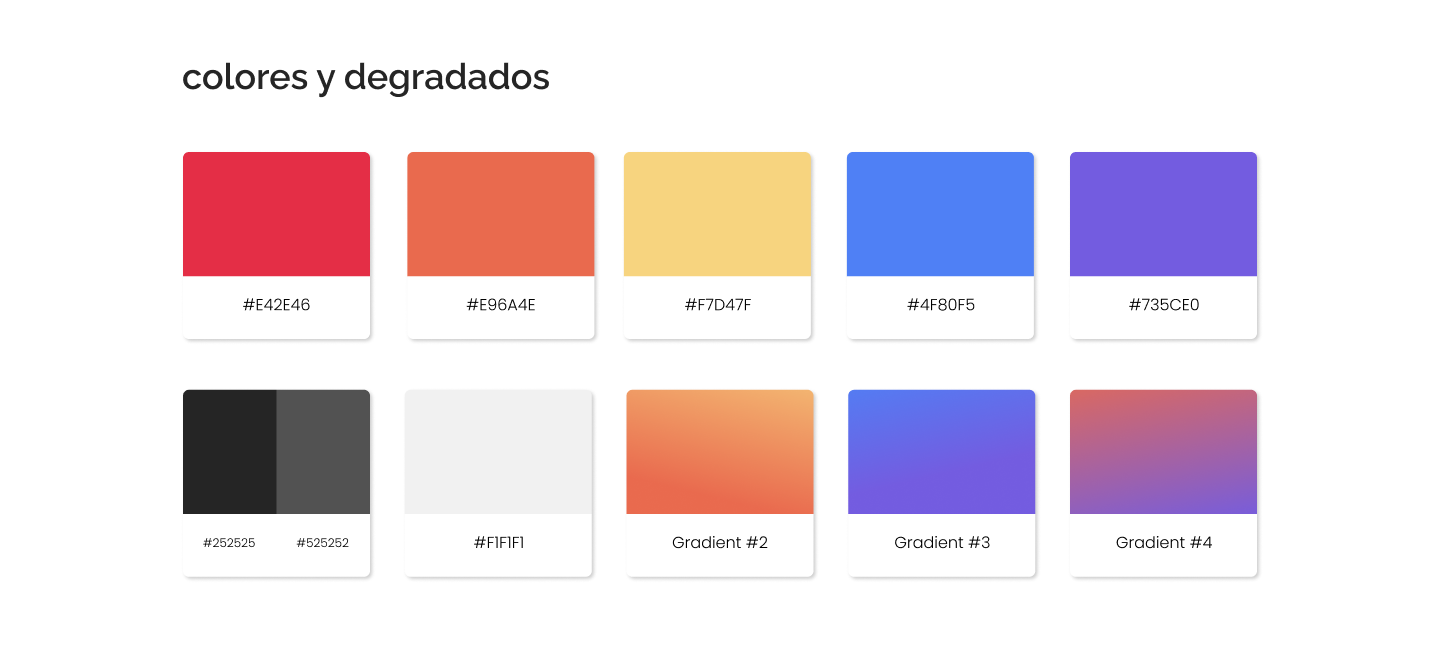 colores y degradados
#E42E46
#E96A4E
#F7D47F
#4F80F5
#735CE0
#252525
#525252
#F1F1F1
Gradient #2
Gradient #3
Gradient #4